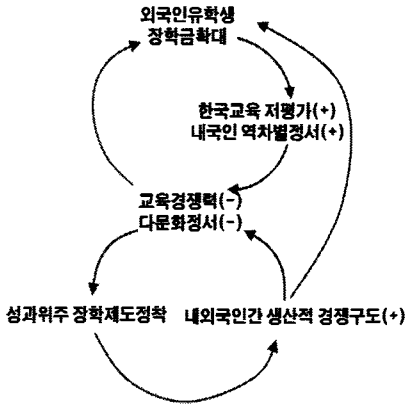 외국인유학생
장학금확대
한국교육 저평가(+)
내국인 역차별정서(+)
교육경쟁력(-)
다문화정서(-)
성과위주 장학제도정착
내외국인간 생산적 경쟁구도(+)